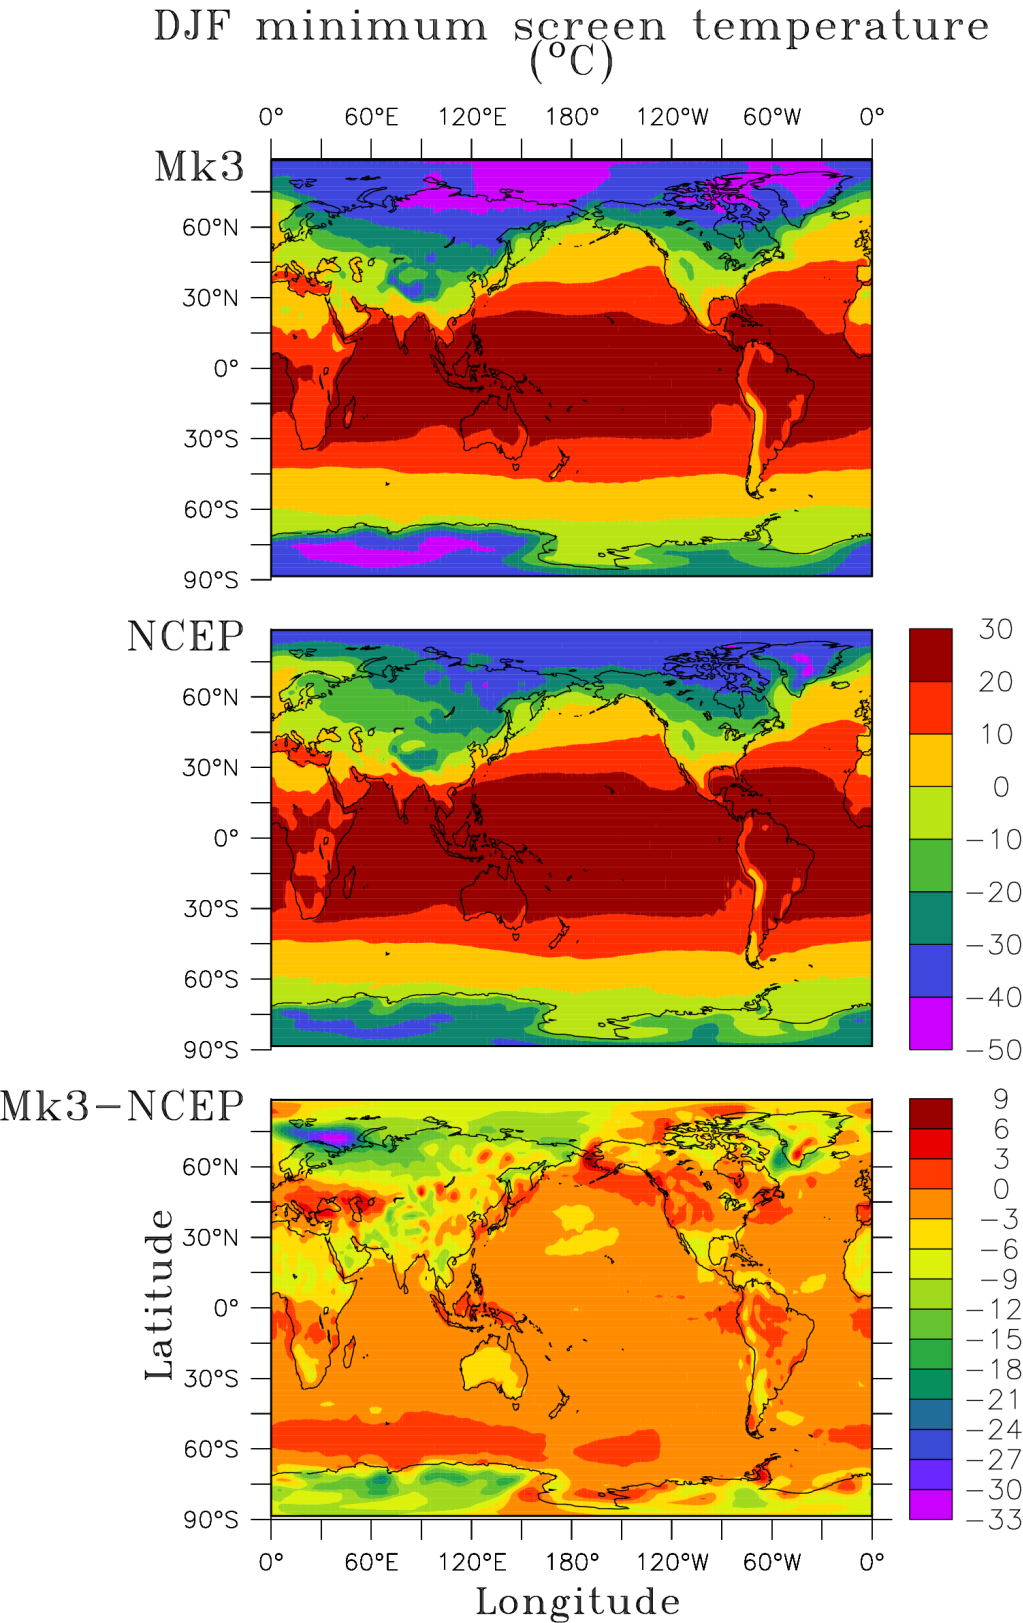 DJF minimum screen temperature
(°C)
0° 60°E 120°E 180° 120°W 60°W 0°
Mk3
60°N
30°N
0°
30°S
60°S
90°S
NCEP
60°N
30°N
0°
30°S
60°S
90°S
30
20
10
0
−10
−20
−30
−40
−50
Mk3−NCEP
60°N
30°N
0°
30°S
60°S
90°S
Latitude
9
6
3
0
−3
−6
−9
−12
−15
−18
−21
−24
−27
−30
−33
0° 60°E 120°E 180° 120°W 60°W 0°
Longitude